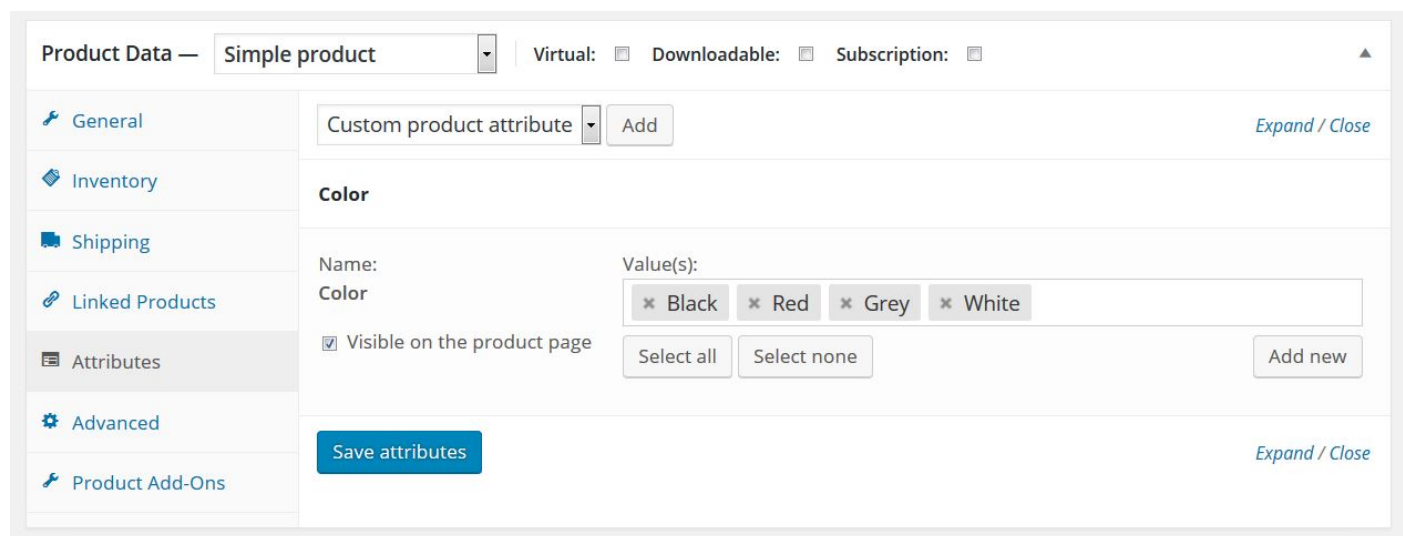 Product Data — Simple product Virtual: Downloadable: Subscription:
General
Inventory
Shipping
Linked Products
Attributes
Advanced
Product Add-Ons
Custom product attribute Add Expand / Close
Color
Name: Value(s):
Color × Black × Red × Grey × White
Visible on the product page Select all Select none Add new
Save attributes Expand / Close